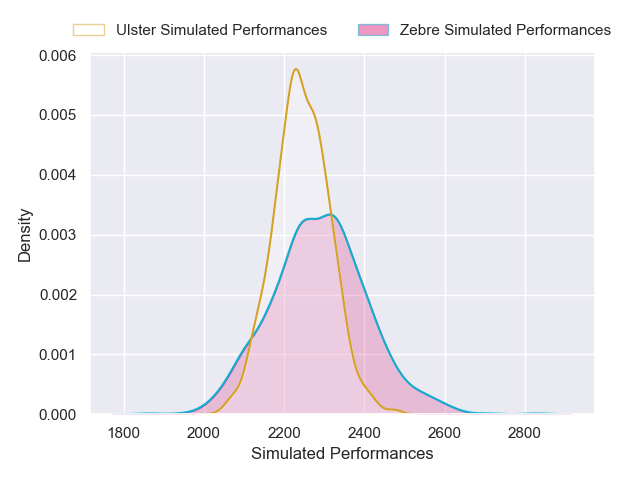 Ulster Simulated Performances Zebre Simulated Performances
0.006
0.005
0.004
0.003
0.002
0.001
0.000
Density
1800 2000 2200 2400 2600 2800
Simulated Performances